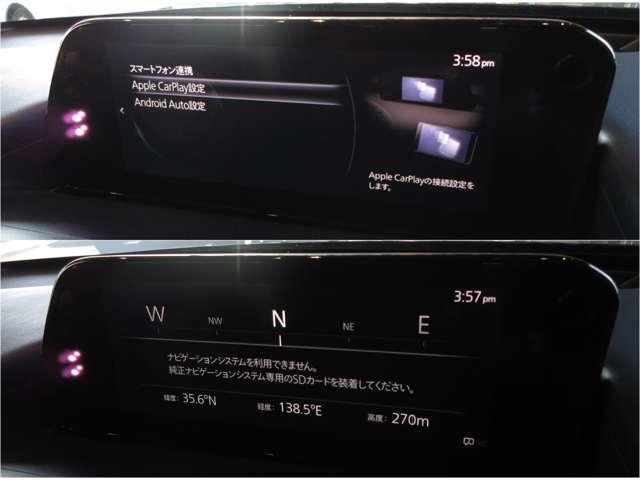 3:58pm
スマートフォン連携
Apple CarPlay設定
Android Auto設定
Apple CarPlayの接続設定を
します。
3:57pm
W NW N NE E
ナビゲーションシステムを利用できません。
純正ナビゲーションシステム専用のSDカードを装着してください。
緯度: 35.6°N 経度: 138.5°E 高度: 270m